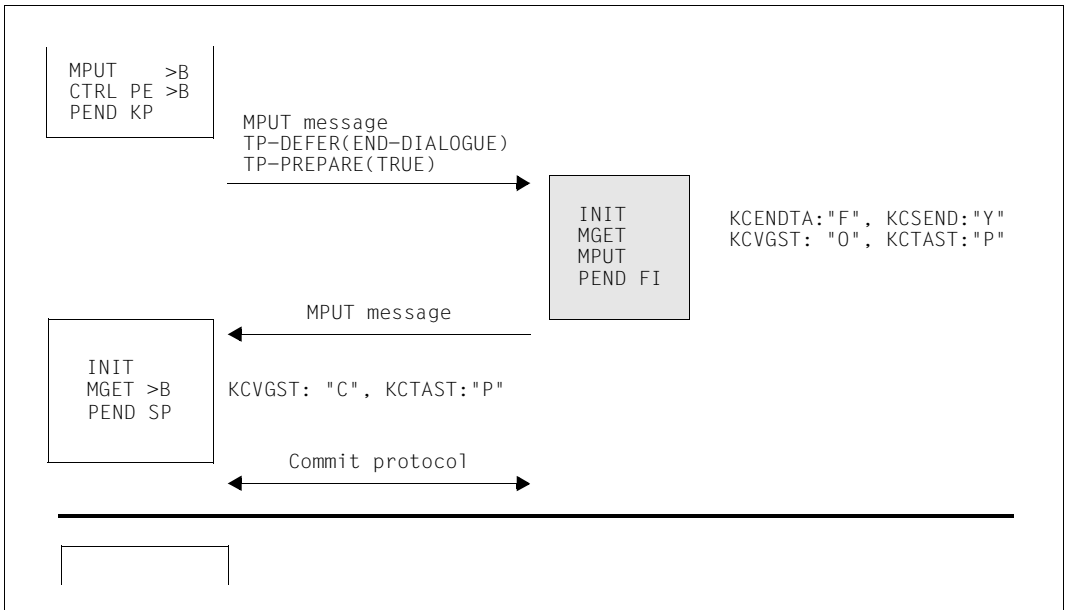 MPUT >B
CTRL PE >B
PEND KP
MPUT message
TP-DEFER(END-DIALOGUE)
TP-PREPARE(TRUE)
INIT
MGET
MPUT
PEND FI
KCENDTA:"F", KCSEND:"Y"
KCVGST: "O", KCTAST:"P"
MPUT message
INIT
MGET >B
PEND SP
KCVGST: "C", KCTAST:"P"
Commit protocol